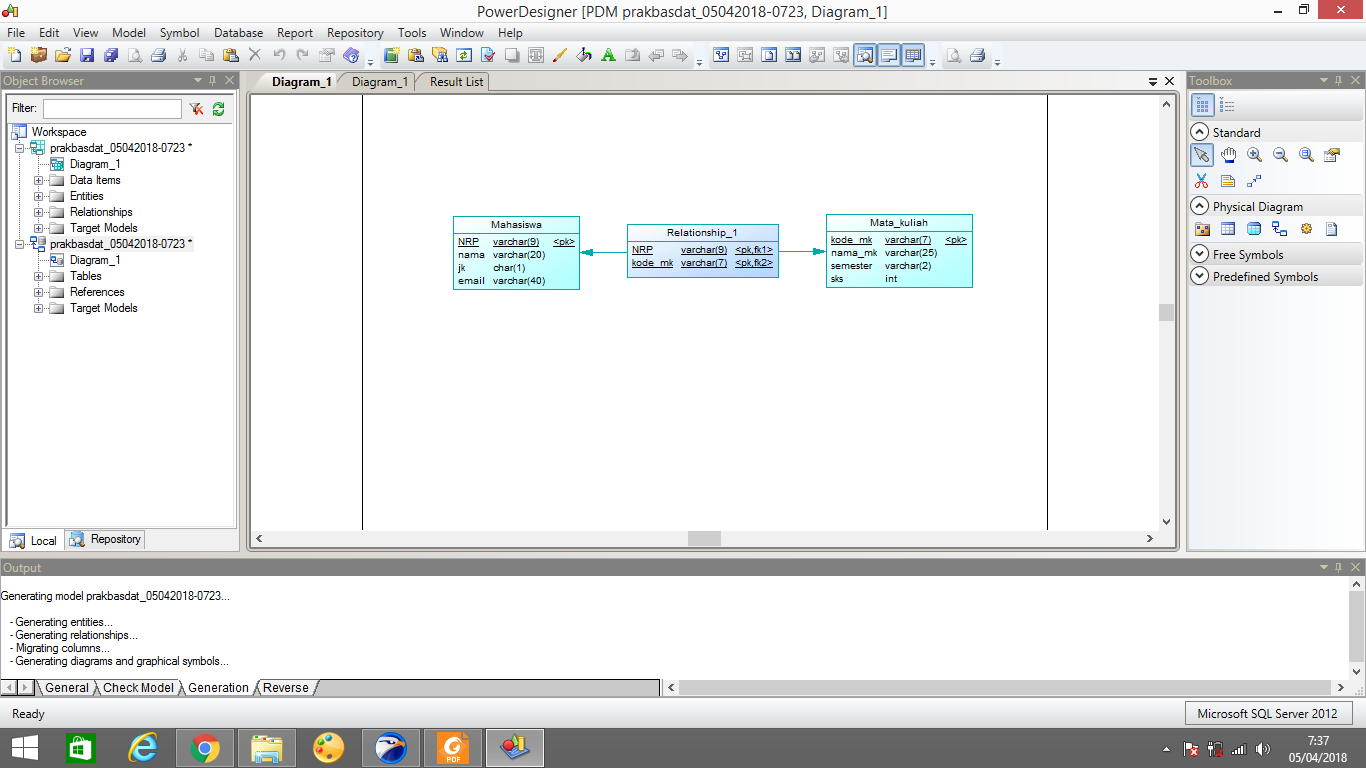 PowerDesigner [PDM prakbasdat_05042018-0723, Diagram_1]
File Edit View Model Symbol Database Report Repository Tools Window Help
Object Browser
Filter:
Workspace
prakbasdat_05042018-0723 *
Diagram_1
Data Items
Entities
Relationships
Target Models
prakbasdat_05042018-0723 *
Diagram_1
Tables
References
Target Models
Local Repository
Diagram_1 Diagram_1 Result List
Mahasiswa
NRP varchar(9) <pk>
nama varchar(20)
jk char(1)
email varchar(40)
Relationship_1
NRP varchar(9) <pk,fk1>
kode_mk varchar(7) <pk,fk2>
Mata_kuliah
kode_mk varchar(7) <pk>
nama_mk varchar(25)
semester varchar(2)
sks int
Toolbox
Standard
Physical Diagram
Free Symbols
Predefined Symbols
Output
Generating model prakbasdat_05042018-0723...
- Generating entities...
- Generating relationships...
- Migrating columns...
- Generating diagrams and graphical symbols...
General Check Model Generation Reverse
Ready
Microsoft SQL Server 2012
PDF
7:37
05/04/2018